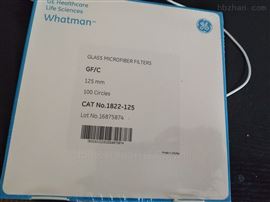 GE Healthcare
Life Sciences
Whatman™
GLASS MICROFIBER FILTERS
GF/C
125 mm
100 Circles
CAT No.1822-125
Lot No.16875874